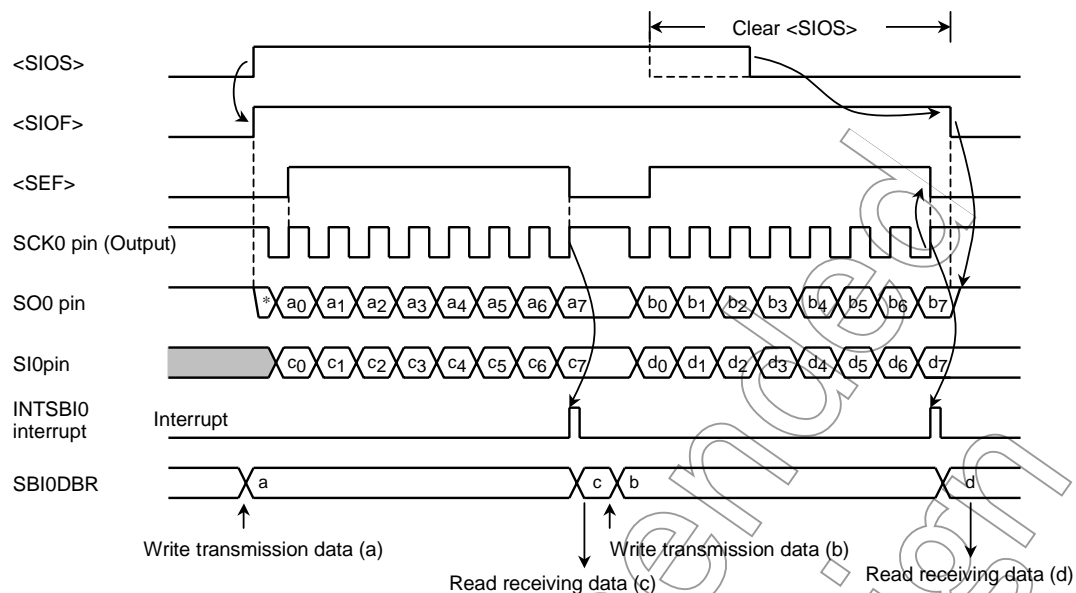 Clear <SIOS>
<SIOS>
<SIOF>
<SEF>
SCK0 pin (Output)
SO0 pin * a0 a1 a2 a3 a4 a5 a6 a7 b0 b1 b2 b3 b4 b5 b6 b7
SI0pin c0 c1 c2 c3 c4 c5 c6 c7 d0 d1 d2 d3 d4 d5 d6 d7
INTSBI0
interrupt
Interrupt
SBI0DBR a c b d
Write transmission data (a)
Write transmission data (b)
Read receiving data (c)
Read receiving data (d)